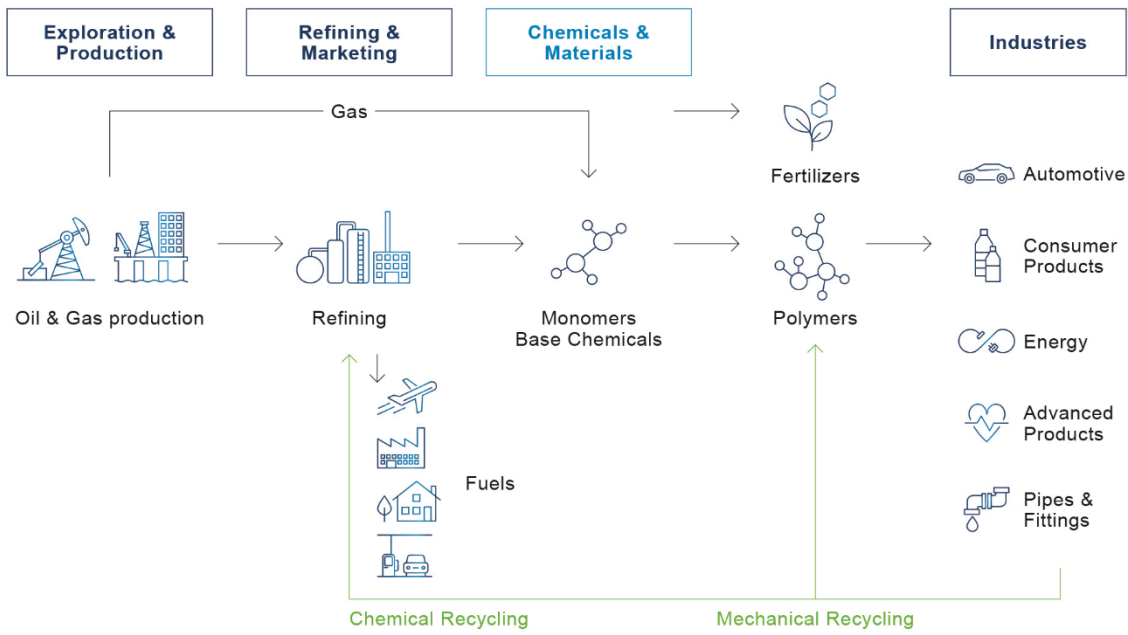 Exploration &
Production
Refining &
Marketing
Chemicals &
Materials
Industries
Gas
Fertilizers
Automotive
Consumer
Products
Oil & Gas production
Refining
Monomers
Base Chemicals
Polymers
Energy
Advanced
Products
Fuels
Pipes &
Fittings
Chemical Recycling
Mechanical Recycling